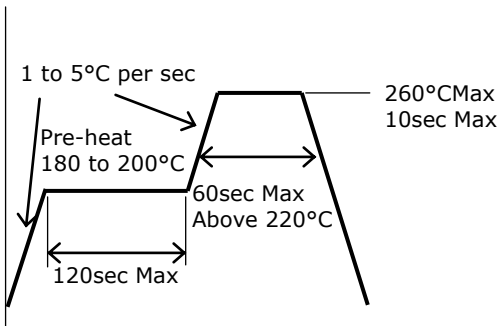 1 to 5°C per sec
260°CMax
10sec Max
Pre-heat
180 to 200°C
60sec Max
Above 220°C
120sec Max